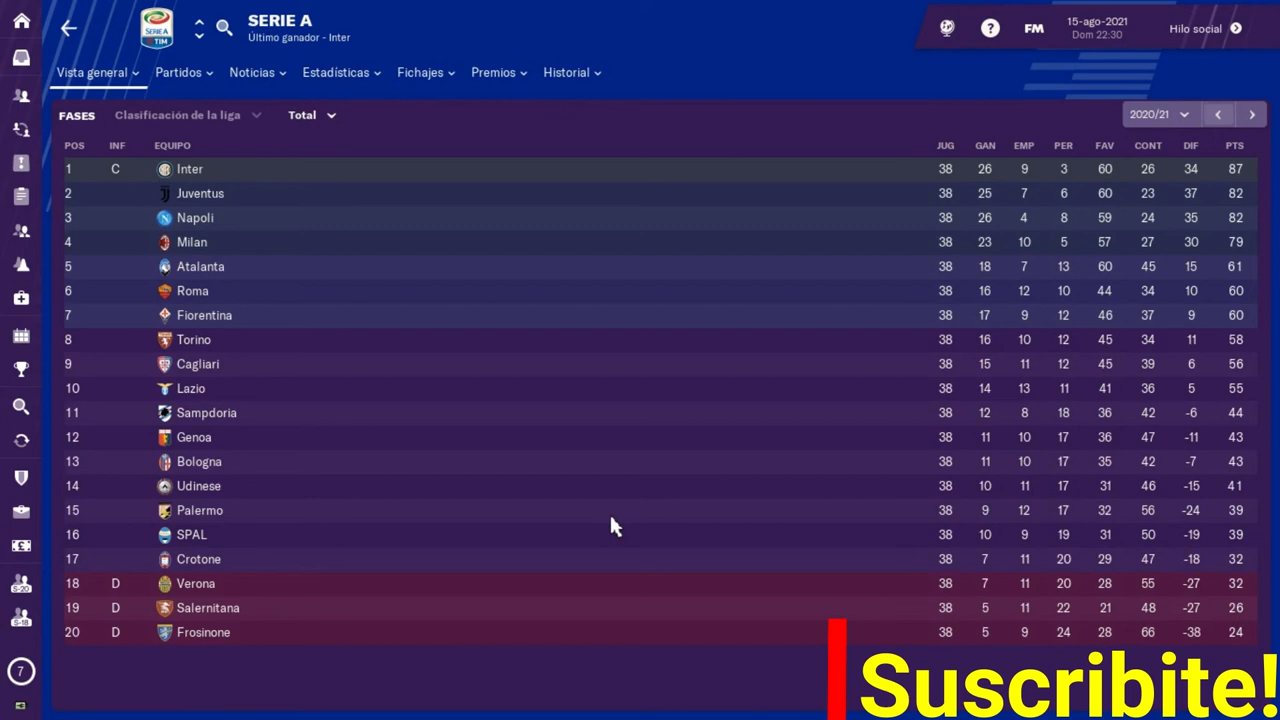 SERIE A
Último ganador - Inter
SERIE A
TIM
FM
15-ago-2021
Dom 22:30
Hilo social
Vista general Partidos Noticias Estadísticas Fichajes Premios Historial
FASES Clasificación de la liga Total 2020/21
POS INF EQUIPO JUG GAN EMP PER FAV CONT DIF PTS
1 C Inter 38 26 9 3 60 26 34 87
2 Juventus 38 25 7 6 60 23 37 82
3 Napoli 38 26 4 8 59 24 35 82
4 Milan 38 23 10 5 57 27 30 79
5 Atalanta 38 18 7 13 60 45 15 61
6 Roma 38 16 12 10 44 34 10 60
7 Fiorentina 38 17 9 12 46 37 9 60
8 Torino 38 16 10 12 45 34 11 58
9 Cagliari 38 15 11 12 45 39 6 56
10 Lazio 38 14 13 11 41 36 5 55
11 Sampdoria 38 12 8 18 36 42 -6 44
12 Genoa 38 11 10 17 36 47 -11 43
13 Bologna 38 11 10 17 35 42 -7 43
14 Udinese 38 10 11 17 31 46 -15 41
15 Palermo 38 9 12 17 32 56 -24 39
16 SPAL 38 10 9 19 31 50 -19 39
17 Crotone 38 7 11 20 29 47 -18 32
18 D Verona 38 7 11 20 28 55 -27 32
19 D Salernitana 38 5 11 22 21 48 -27 26
20 D Frosinone 38 5 9 24 28 66 -38 24
S-20
S-18
7
Suscribite!